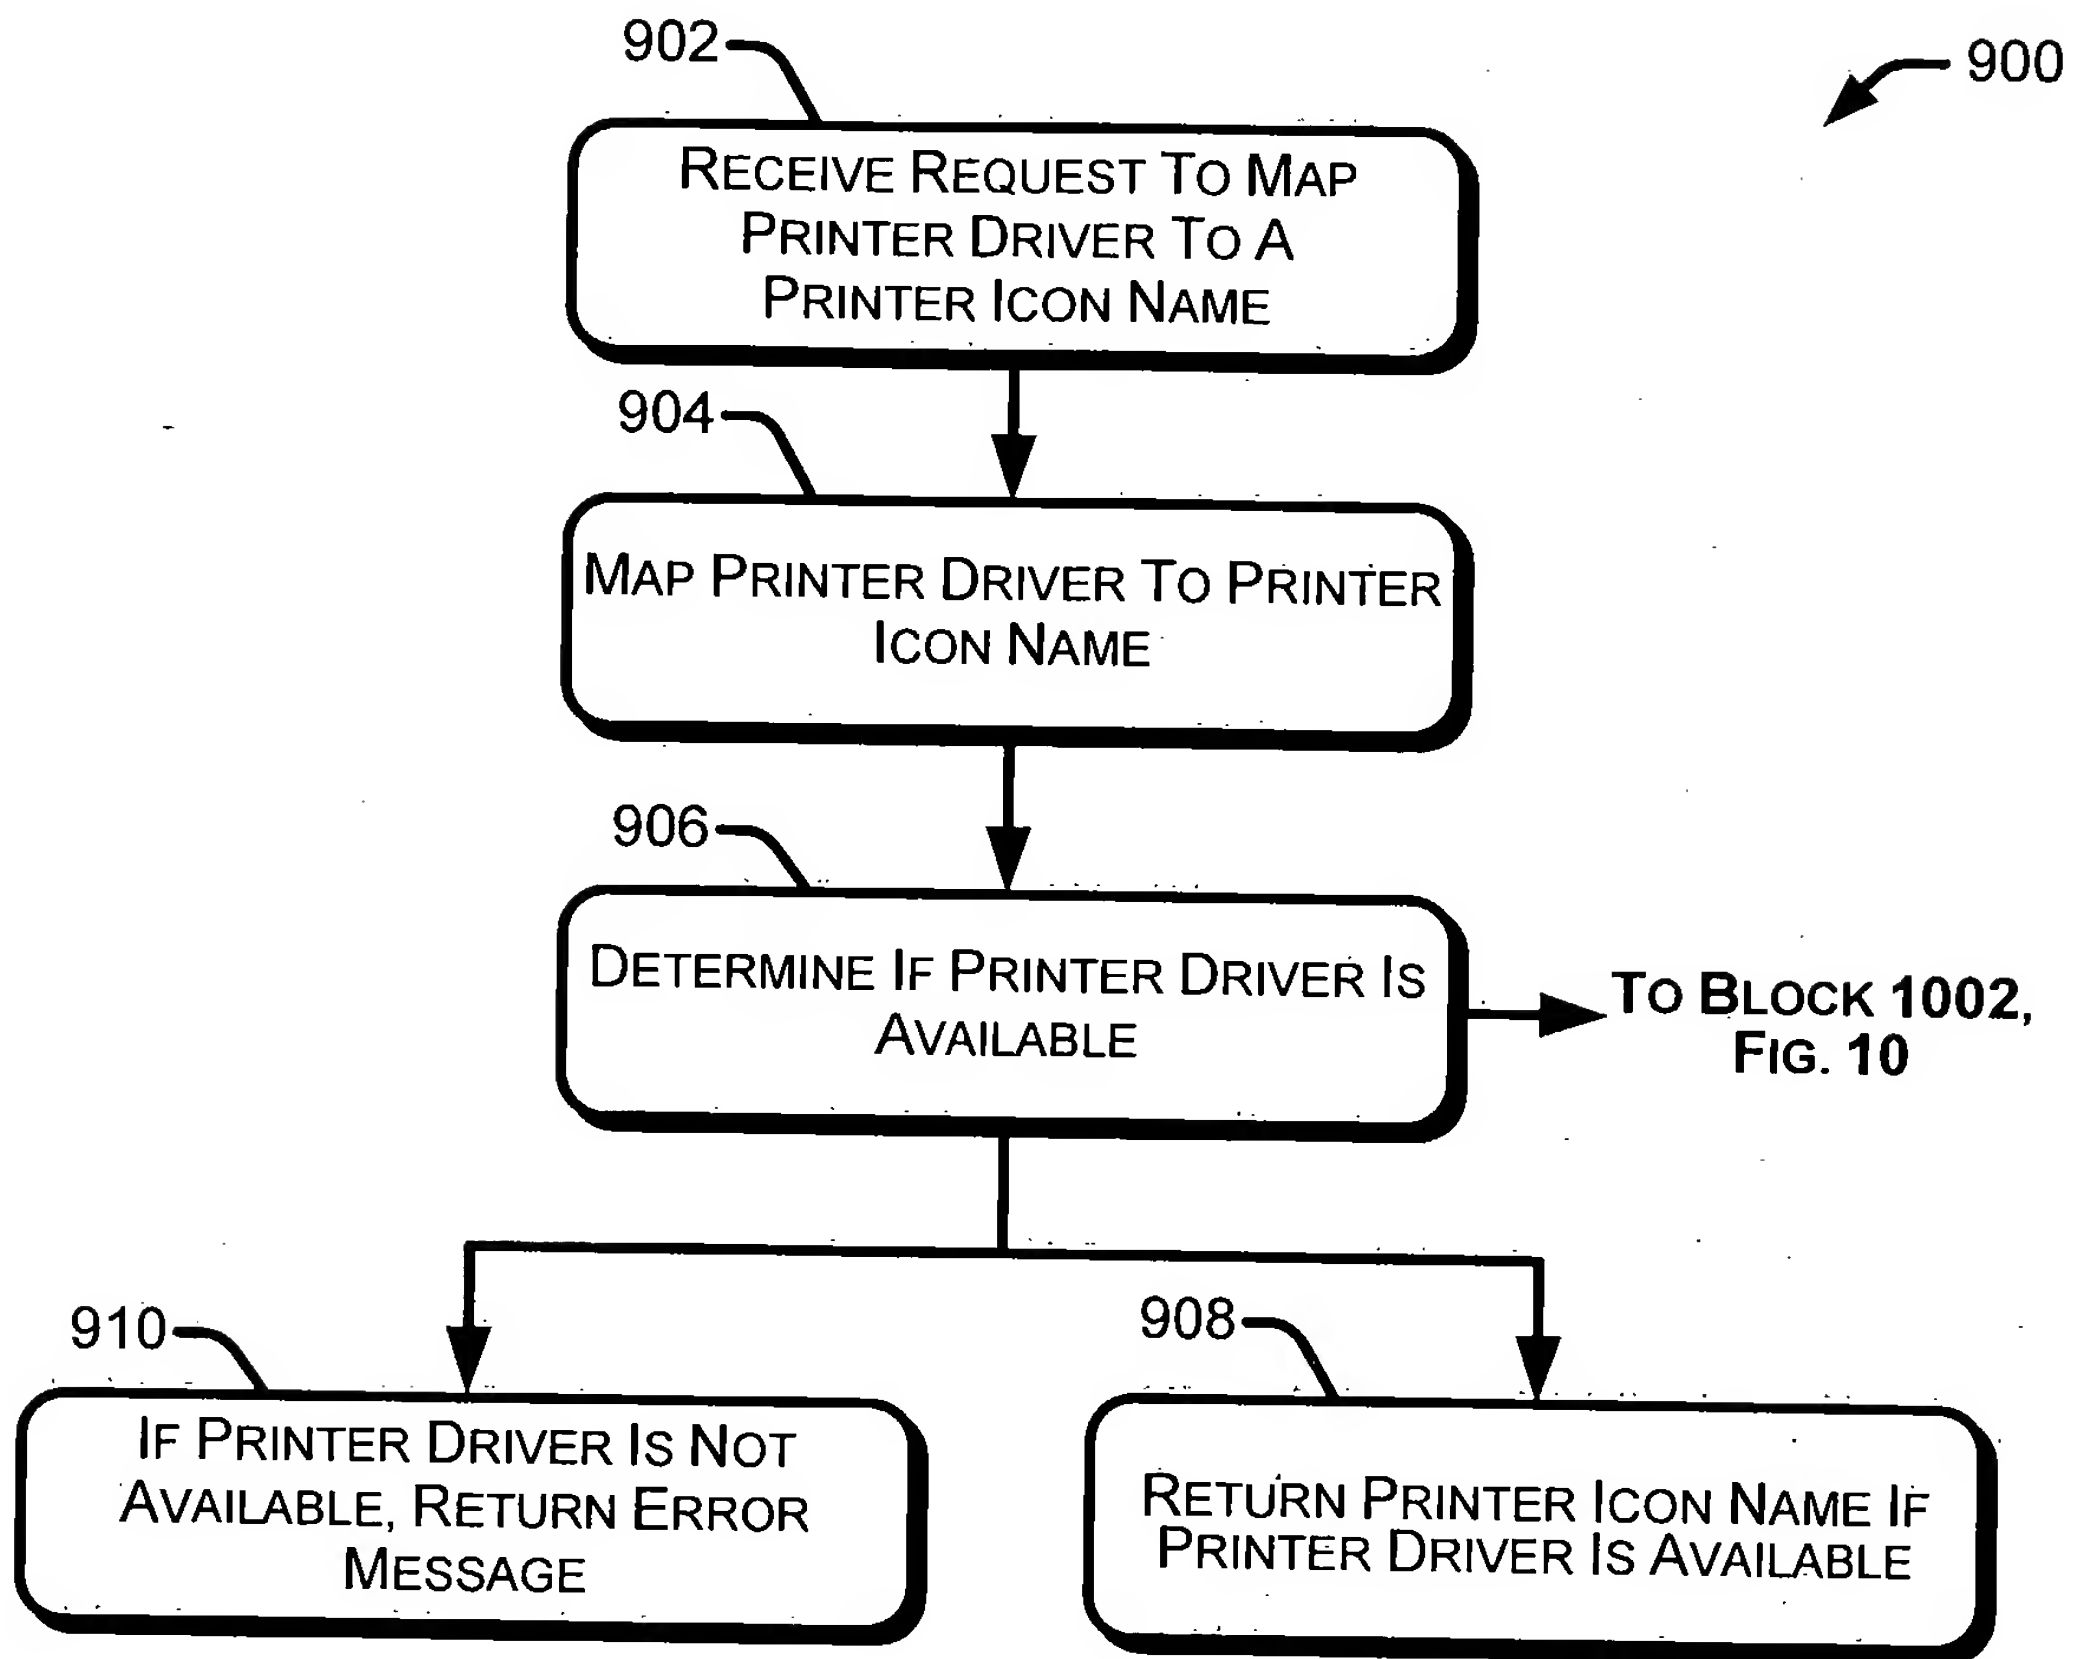 902
900
RECEIVE REQUEST TO MAP
PRINTER DRIVER TO A
PRINTER ICON NAME
904
MAP PRINTER DRIVER TO PRINTER
ICON NAME
906
DETERMINE IF PRINTER DRIVER IS
AVAILABLE
TO BLOCK 1002,
FIG. 10
910
908
IF PRINTER DRIVER IS NOT
AVAILABLE, RETURN ERROR
MESSAGE
RETURN PRINTER ICON NAME IF
PRINTER DRIVER IS AVAILABLE